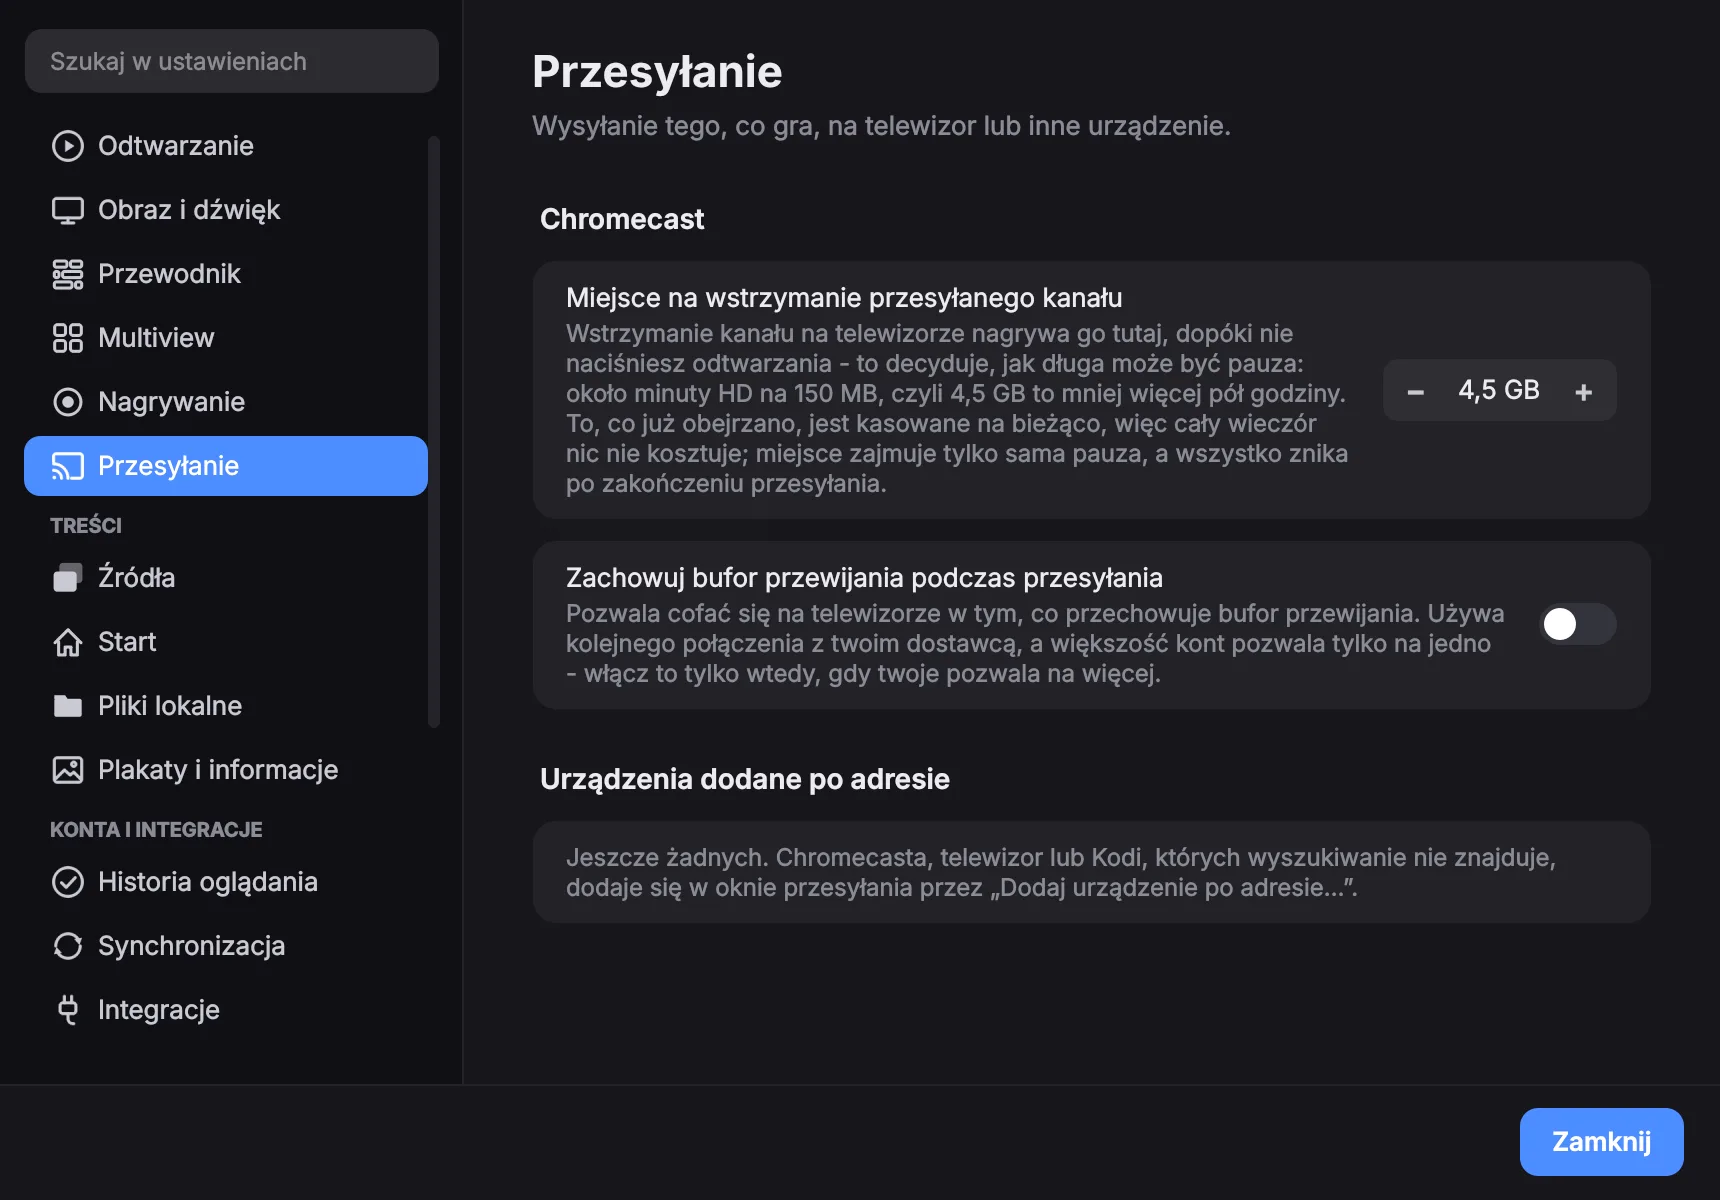 Szukaj w ustawieniach
Odtwarzanie
Obraz i dźwięk
Przewodnik
Multiview
Nagrywanie
Przesyłanie
TREŚCI
Źródła
Start
Pliki lokalne
Plakaty i informacje
KONTA I INTEGRACJE
Historia oglądania
Synchronizacja
Integracje
Przesyłanie
Wysyłanie tego, co gra, na telewizor lub inne urządzenie.
Chromecast
Miejsce na wstrzymanie przesyłanego kanału
Wstrzymanie kanału na telewizorze nagrywa go tutaj, dopóki nie
naciśniesz odtwarzania - to decyduje, jak długa może być pauza:
około minuty HD na 150 MB, czyli 4,5 GB to mniej więcej pół godziny.
To, co już obejrzano, jest kasowane na bieżąco, więc cały wieczór
nic nie kosztuje; miejsce zajmuje tylko sama pauza, a wszystko znika
po zakończeniu przesyłania.
− 4,5 GB +
Zachowuj bufor przewijania podczas przesyłania
Pozwala cofać się na telewizorze w tym, co przechowuje bufor przewijania. Używa
kolejnego połączenia z twoim dostawcą, a większość kont pozwala tylko na jedno
- włącz to tylko wtedy, gdy twoje pozwala na więcej.
Urządzenia dodane po adresie
Jeszcze żadnych. Chromecasta, telewizor lub Kodi, których wyszukiwanie nie znajduje,
dodaje się w oknie przesyłania przez „Dodaj urządzenie po adresie...”.
Zamknij